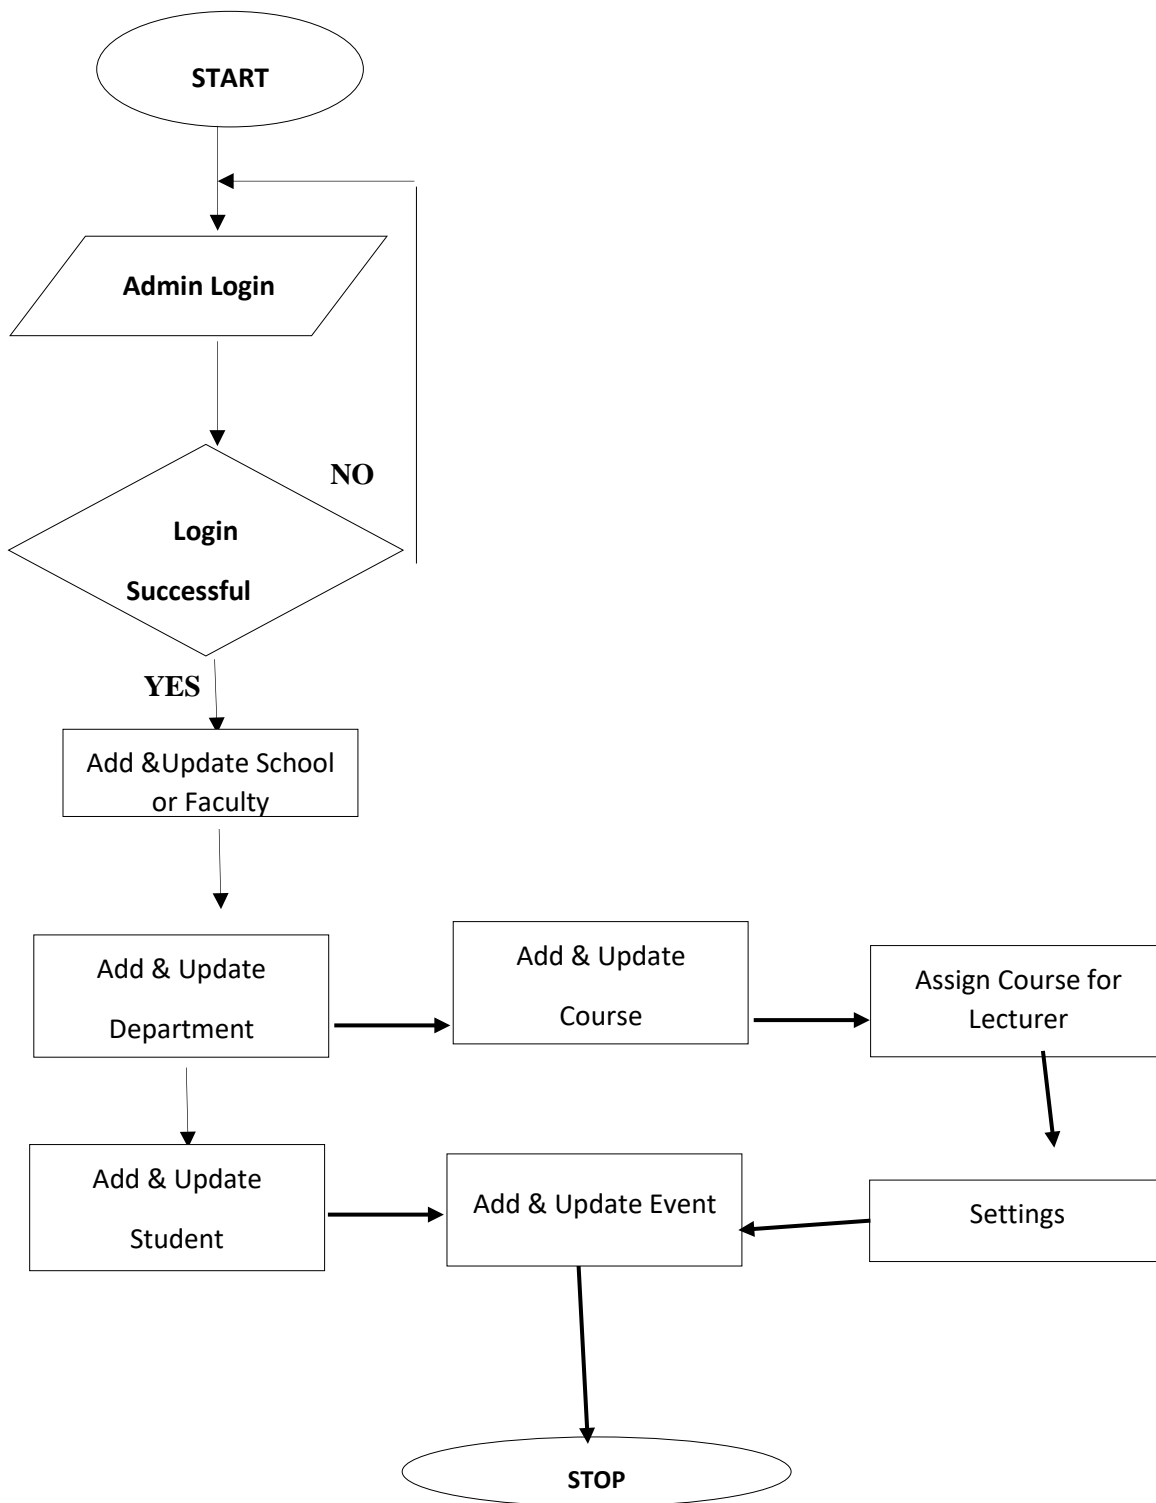 START
Admin Login
NO
Login
Successful
YES
Add &Update School
or Faculty
Add & Update
Department
Add & Update
Course
Assign Course for
Lecturer
Add & Update
Student
Add & Update Event
Settings
STOP